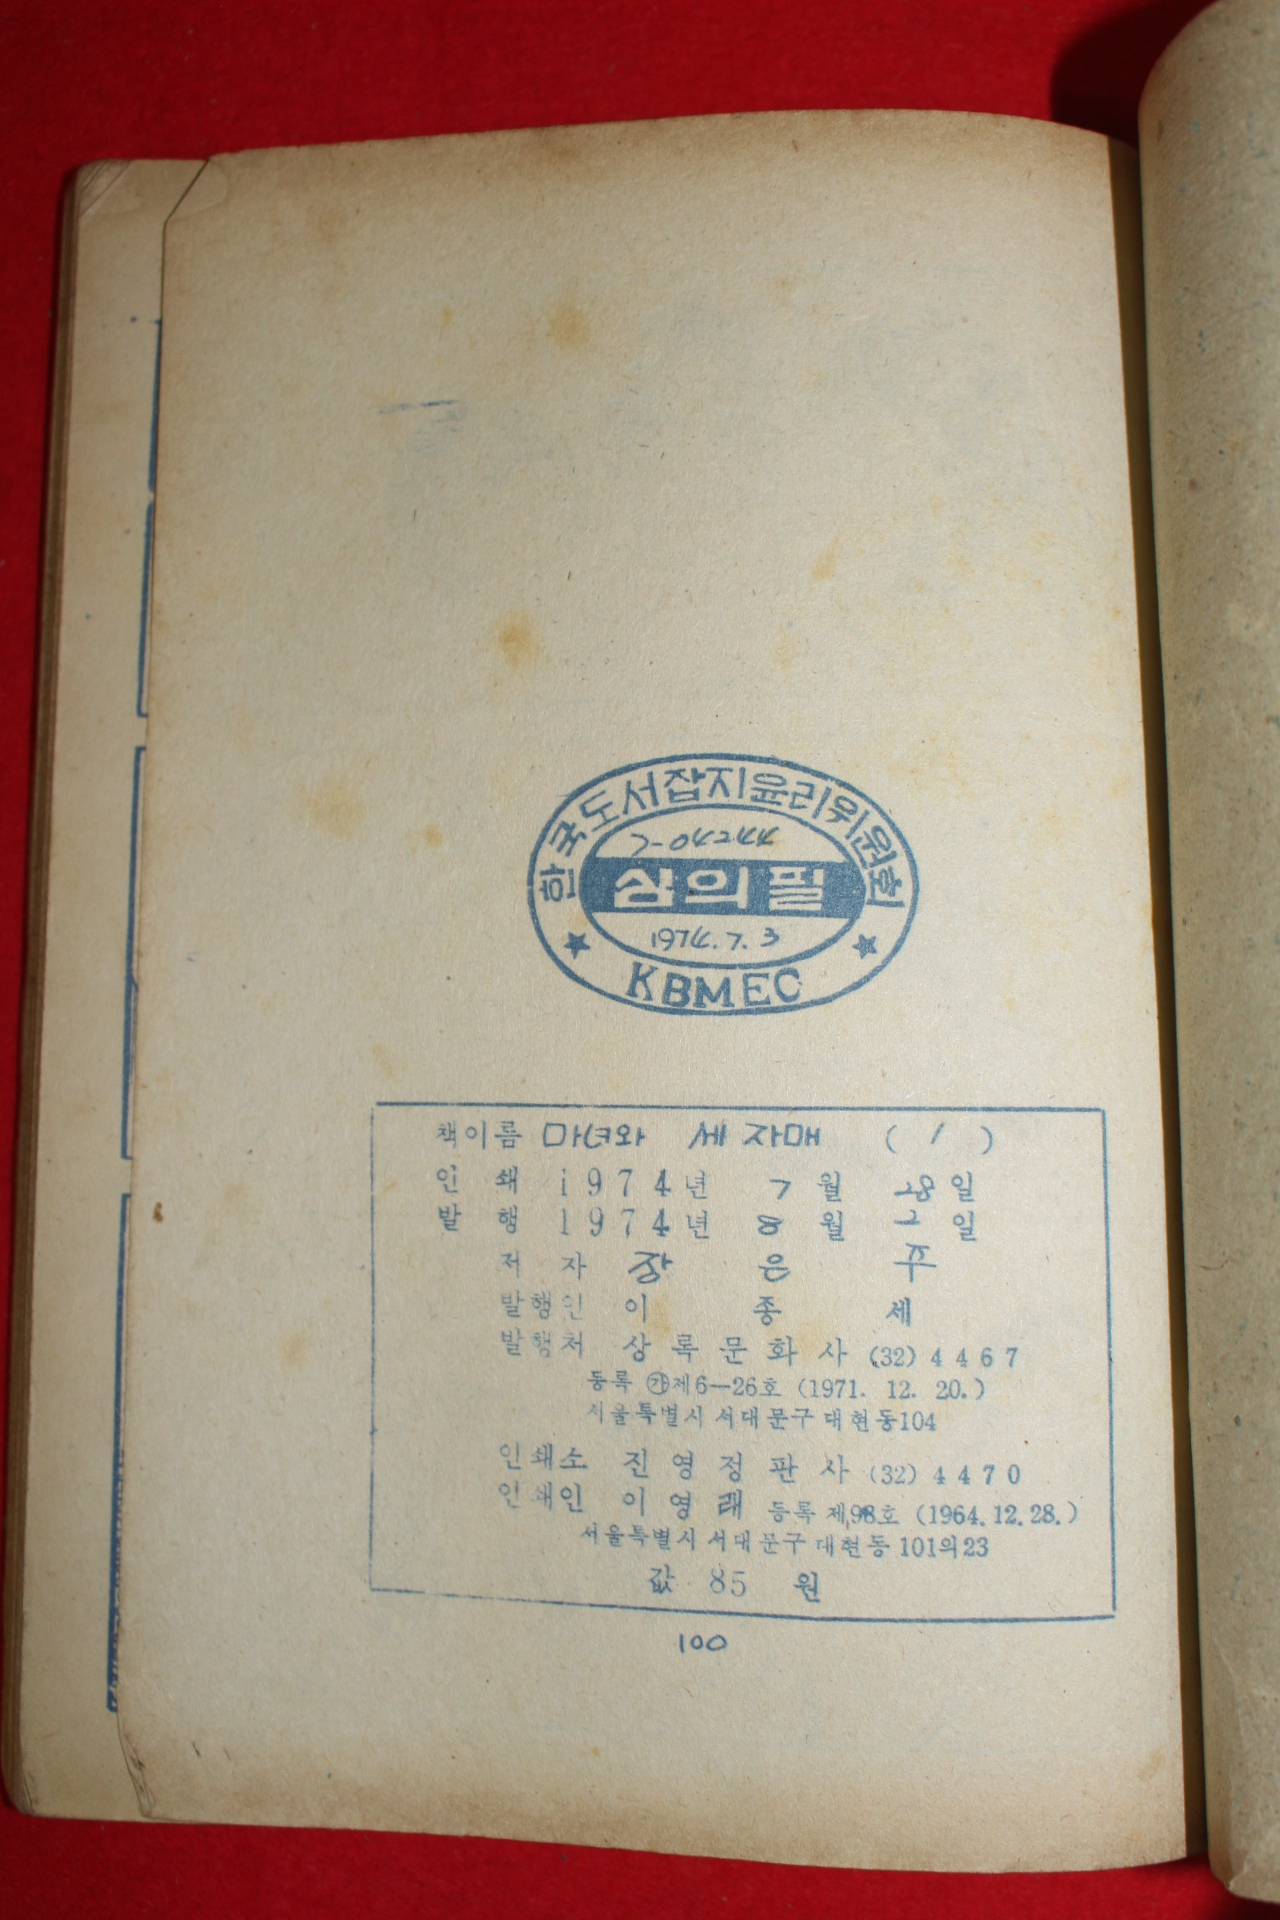 한국도서잡지윤리위원회
7-04244
심의필
1974.7.3
KBMEC
책이름 마녀와 세 자매 (1)
인 쇄 1974년 7월 28일
발 행 1974년 8월 2일
저 자 장 은 주
발행인 이 종 세
발행처 상록문화사 (32) 4467
등록 ㉮제6—26호 (1971. 12. 20.)
서울특별시 서대문구 대현동104
인쇄소 진영정판사 (32) 4470
인쇄인 이영래 등록 제98호 (1964.12.28.)
서울특별시 서대문구 대현동 101의23
값 85 원
100